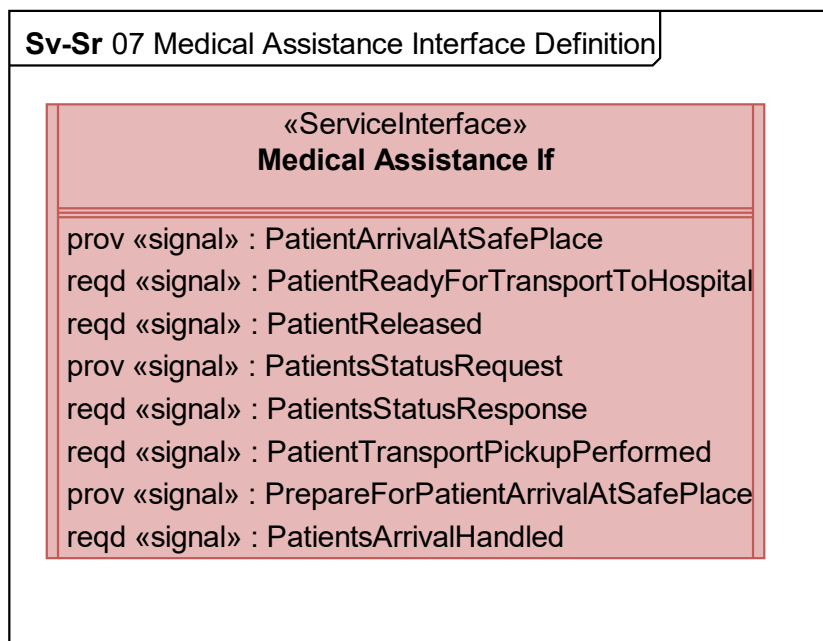 Sv-Sr 07 Medical Assistance Interface Definition
«ServiceInterface»
Medical Assistance If
prov «signal» : PatientArrivalAtSafePlace
reqd «signal» : PatientReadyForTransportToHospital
reqd «signal» : PatientReleased
prov «signal» : PatientsStatusRequest
reqd «signal» : PatientsStatusResponse
reqd «signal» : PatientTransportPickupPerformed
prov «signal» : PrepareForPatientArrivalAtSafePlace
reqd «signal» : PatientsArrivalHandled